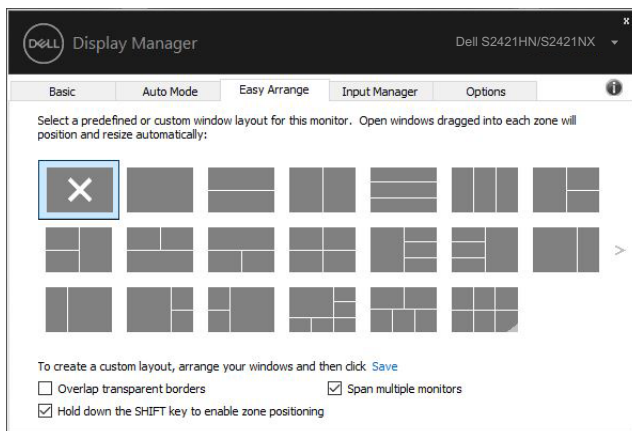 x
DELL Display Manager Dell S2421HN/S2421NX
Basic Auto Mode Easy Arrange Input Manager Options
Select a predefined or custom window layout for this monitor. Open windows dragged into each zone will
position and resize automatically:
To create a custom layout, arrange your windows and then click Save
Overlap transparent borders Span multiple monitors
Hold down the SHIFT key to enable zone positioning